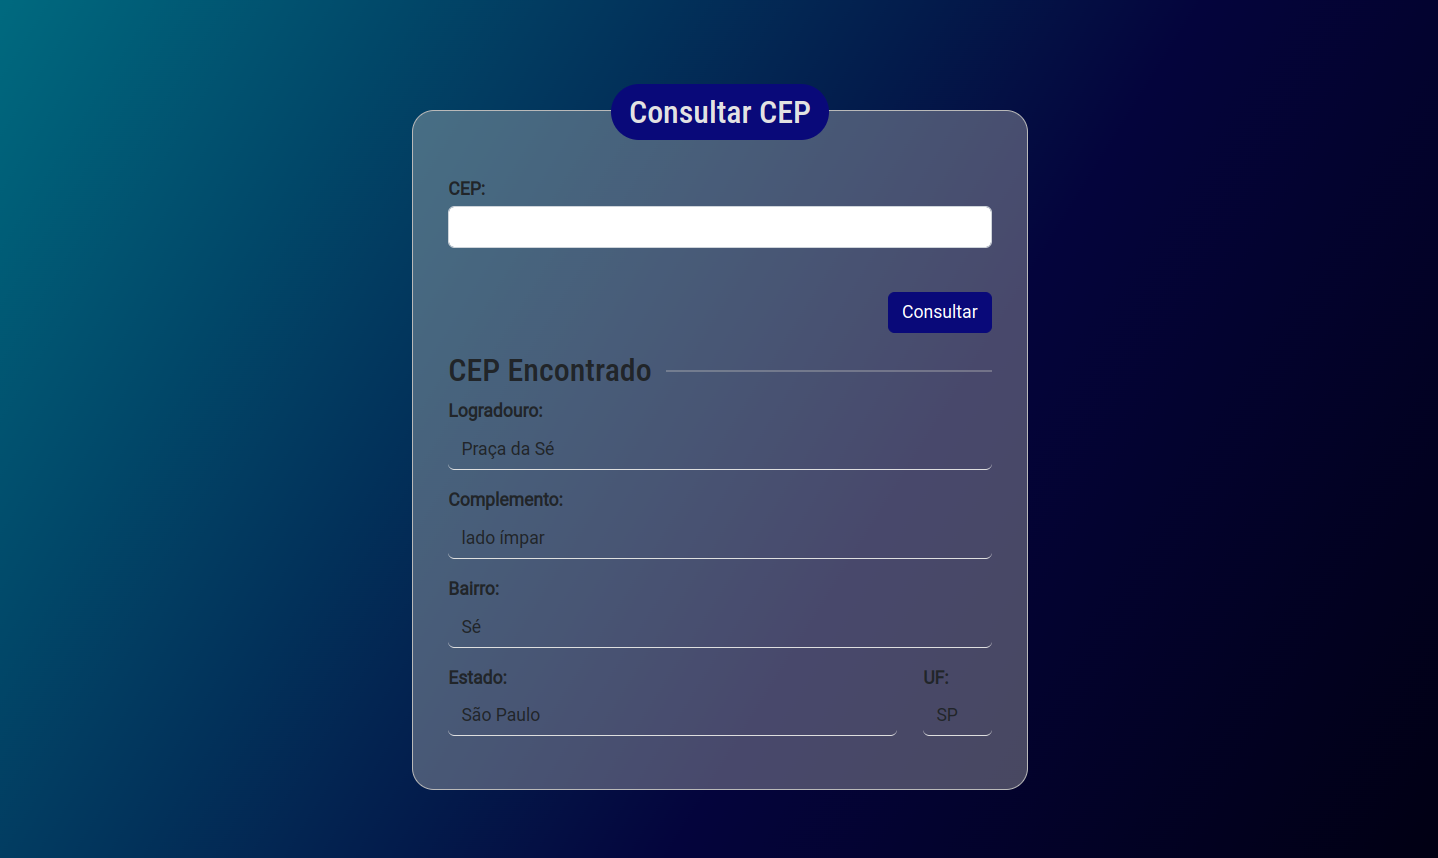 Consultar CEP
CEP:
Consultar
CEP Encontrado
Logradouro:
Praça da Sé
Complemento:
lado ímpar
Bairro:
Sé
Estado:
UF:
São Paulo
SP